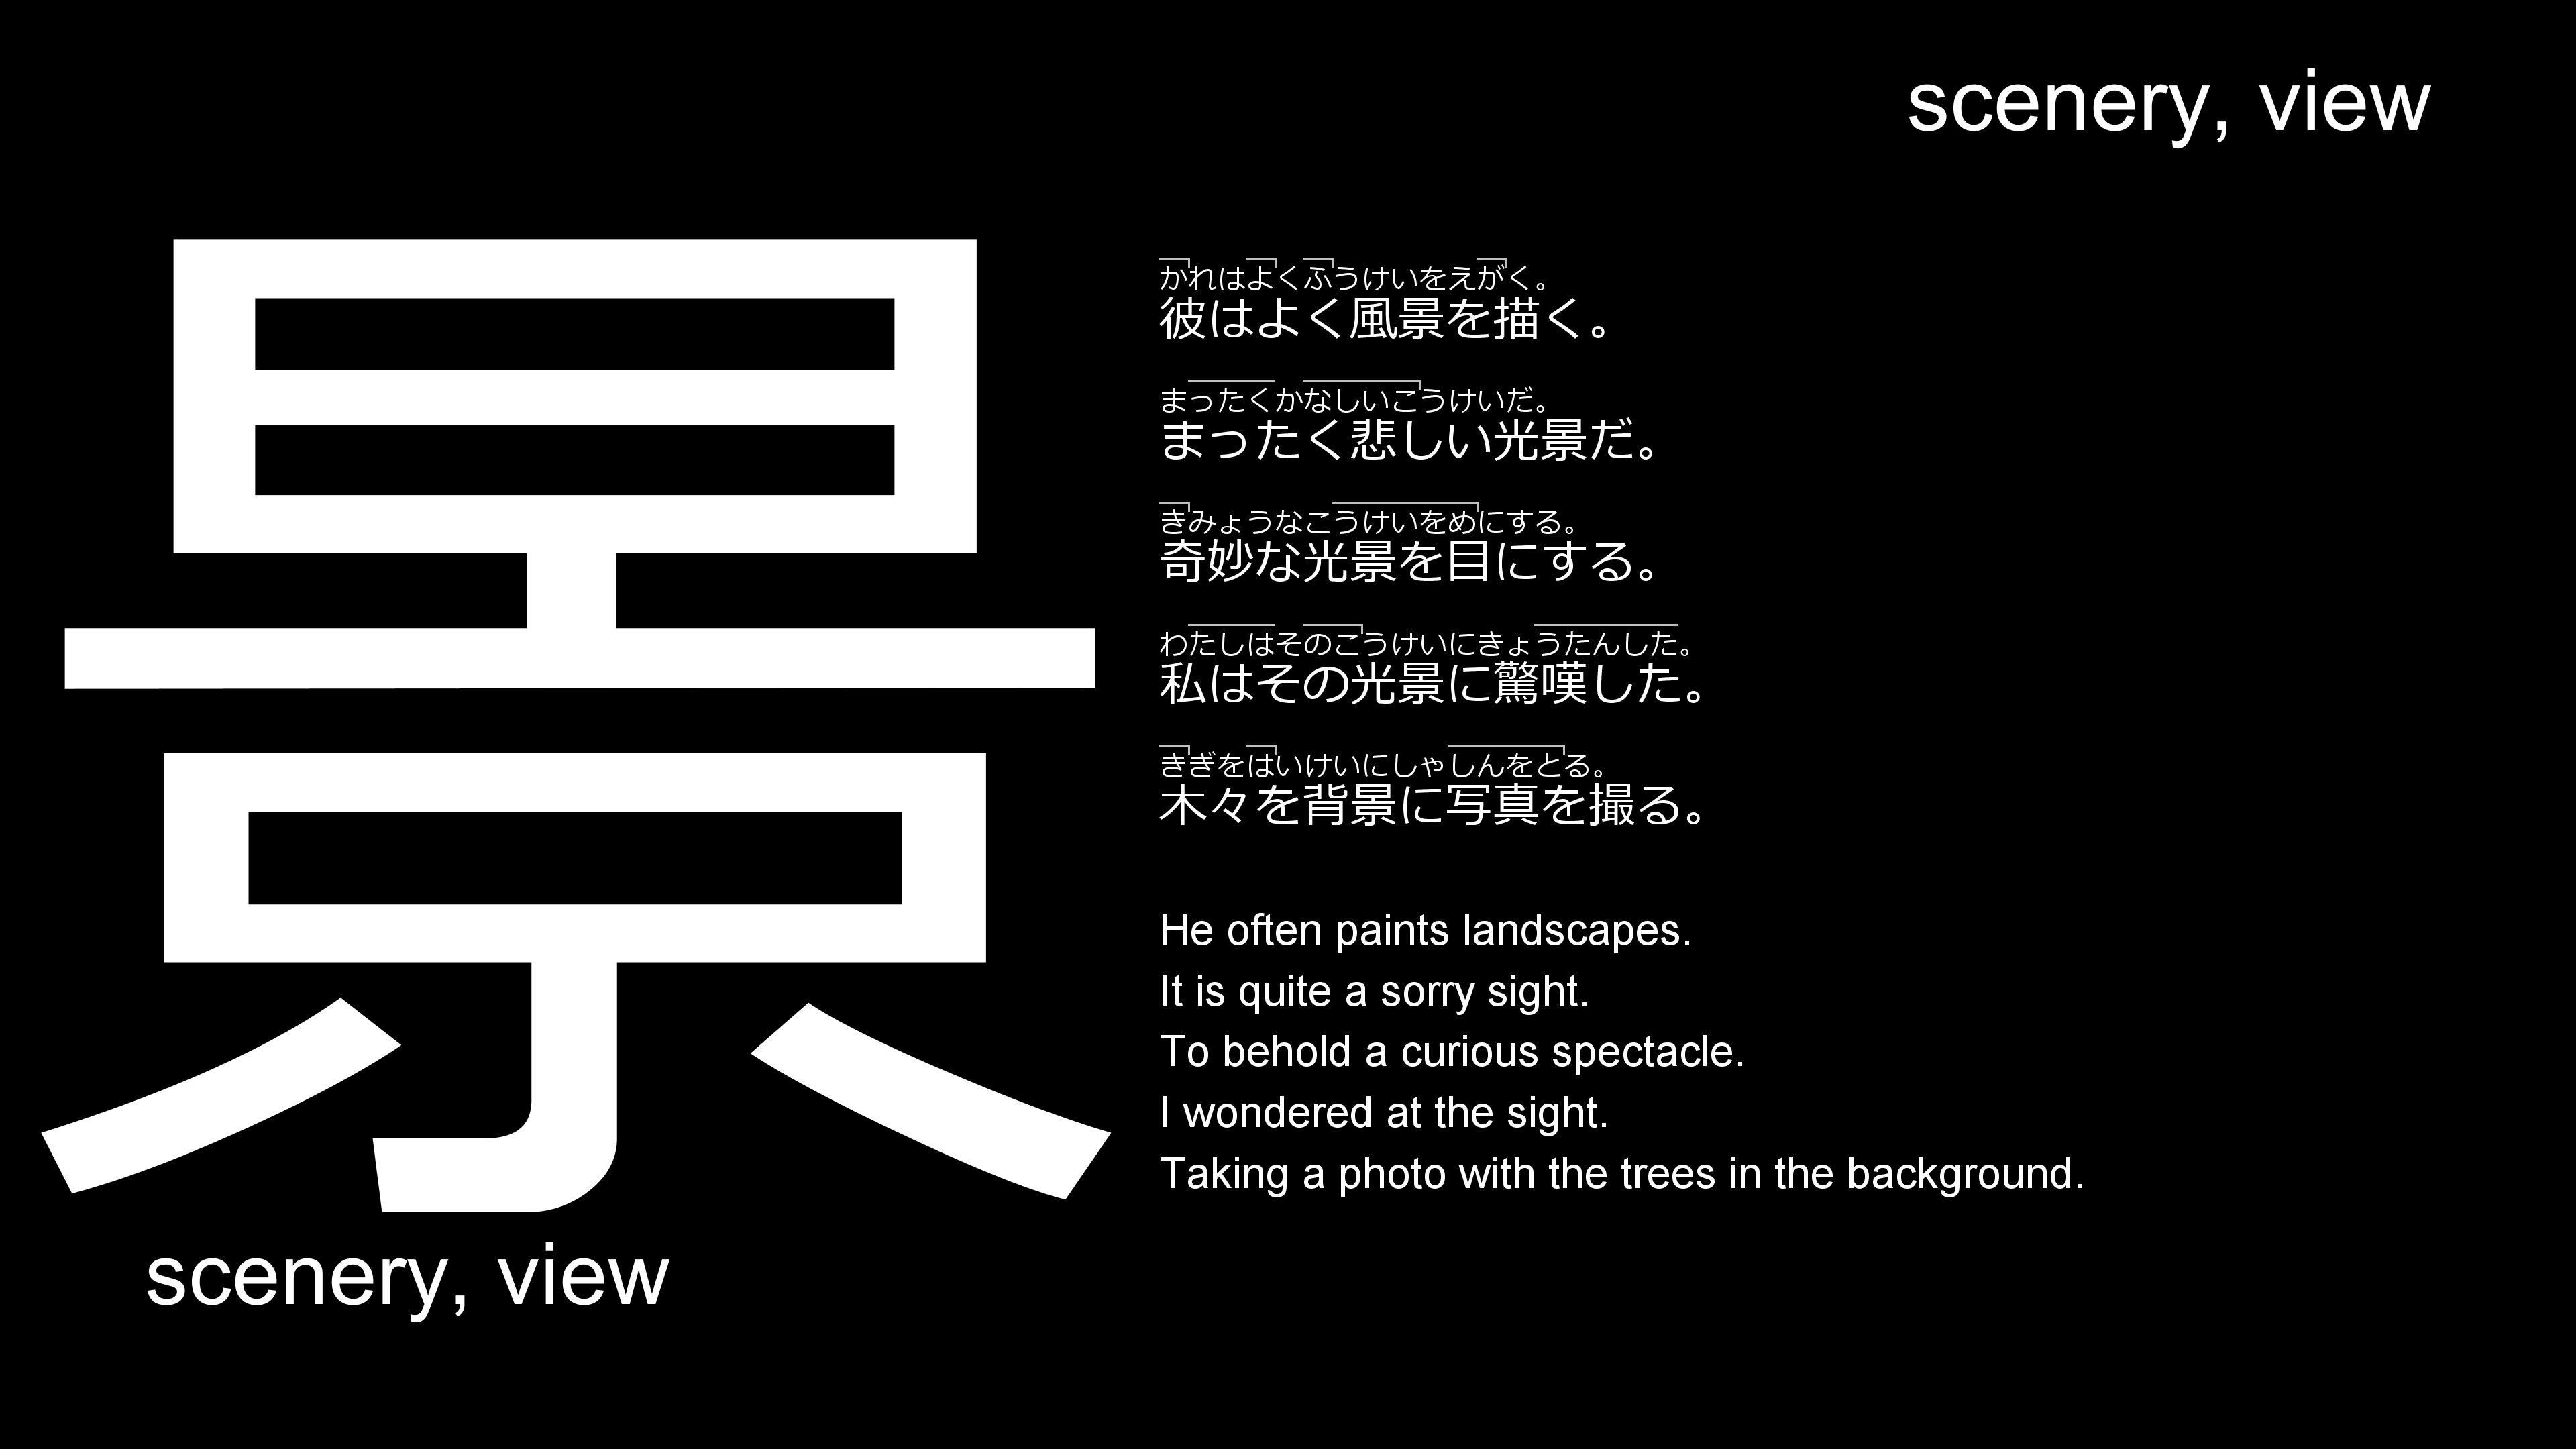 scenery, view
景
scenery, view
かれはよくふうけいをえがく。
彼はよく風景を描く。
まったくかなしいこうけいだ。
まったく悲しい光景だ。
きみょうなこうけいをめにする。
奇妙な光景を目にする。
わたしはそのこうけいにきょうたんした。
私はその光景に驚嘆した。
きぎをはいけいにしゃしんをとる。
木々を背景に写真を撮る。
He often paints landscapes.
It is quite a sorry sight.
To behold a curious spectacle.
I wondered at the sight.
Taking a photo with the trees in the background.